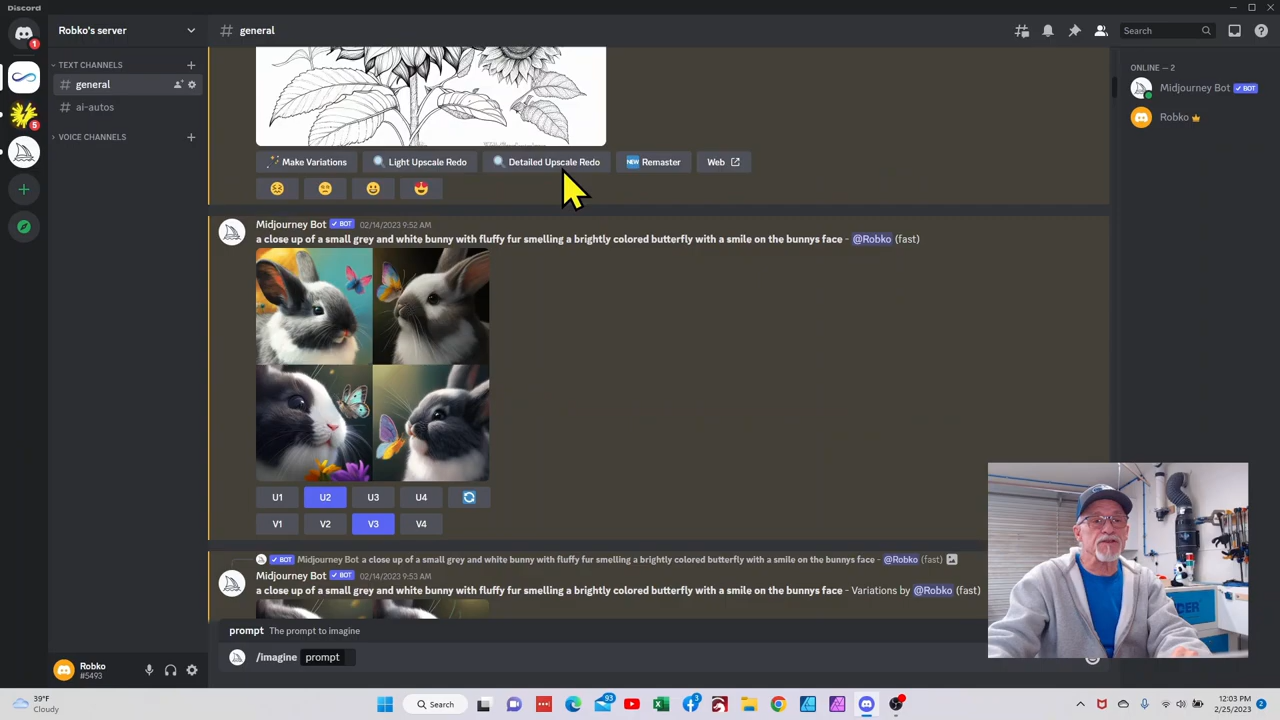 Discord
Robko's server
general
Search
TEXT CHANNELS
general
ai-autos
VOICE CHANNELS
ONLINE — 2
Midjourney Bot BOT
Robko
Make Variations
Light Upscale Redo
Detailed Upscale Redo
NEW Remaster
Web
Midjourney Bot BOT 02/14/2023 9:52 AM
a close up of a small grey and white bunny with fluffy fur smelling a brightly colored butterfly with a smile on the bunnys face - @Robko (fast)
U1 U2 U3 U4
V1 V2 V3 V4
BOT Midjourney Bot a close up of a small grey and white bunny with fluffy fur smelling a brightly colored butterfly with a smile on the bunnys face - @Robko (fast)
Midjourney Bot BOT 02/14/2023 9:53 AM
a close up of a small grey and white bunny with fluffy fur smelling a brightly colored butterfly with a smile on the bunnys face - Variations by @Robko (fast)
prompt The prompt to imagine
/imagine prompt
Robko
#5493
1
5
39°F
Cloudy
Search
93
3
12:03 PM
2/25/2023
2